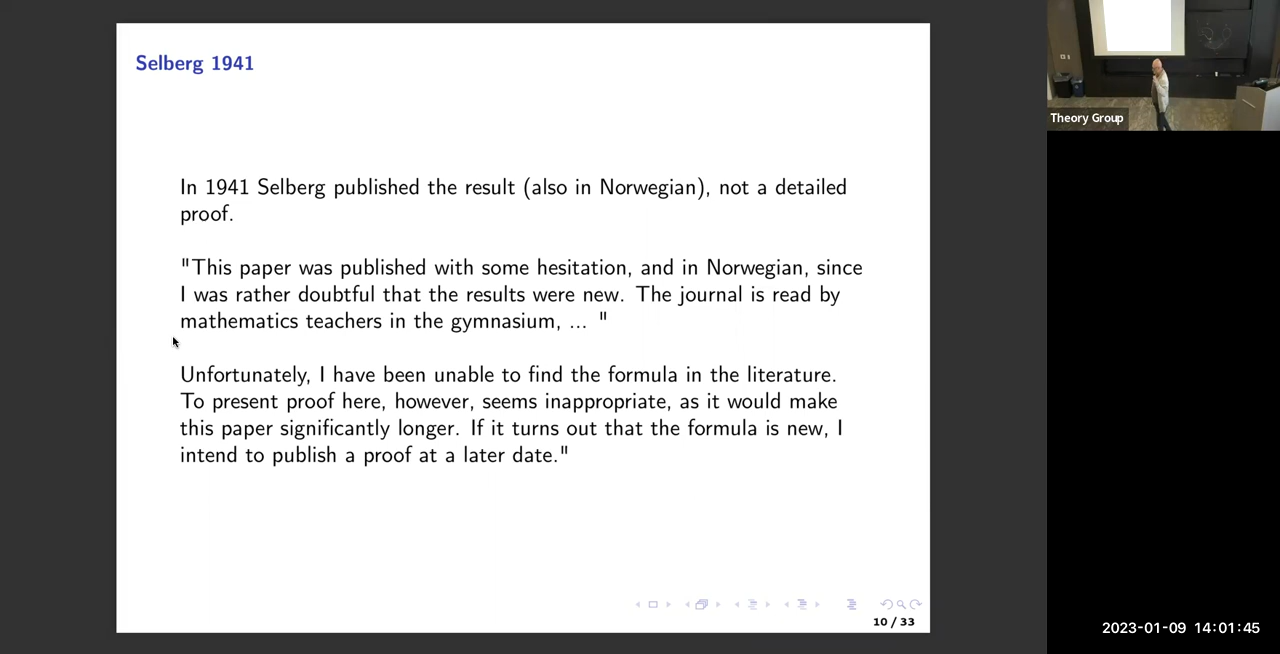 Selberg 1941
In 1941 Selberg published the result (also in Norwegian), not a detailed
proof.
"This paper was published with some hesitation, and in Norwegian, since
I was rather doubtful that the results were new. The journal is read by
mathematics teachers in the gymnasium, ... "
Unfortunately, I have been unable to find the formula in the literature.
To present proof here, however, seems inappropriate, as it would make
this paper significantly longer. If it turns out that the formula is new, I
intend to publish a proof at a later date."
10 / 33
Theory Group
2023-01-09 14:01:45